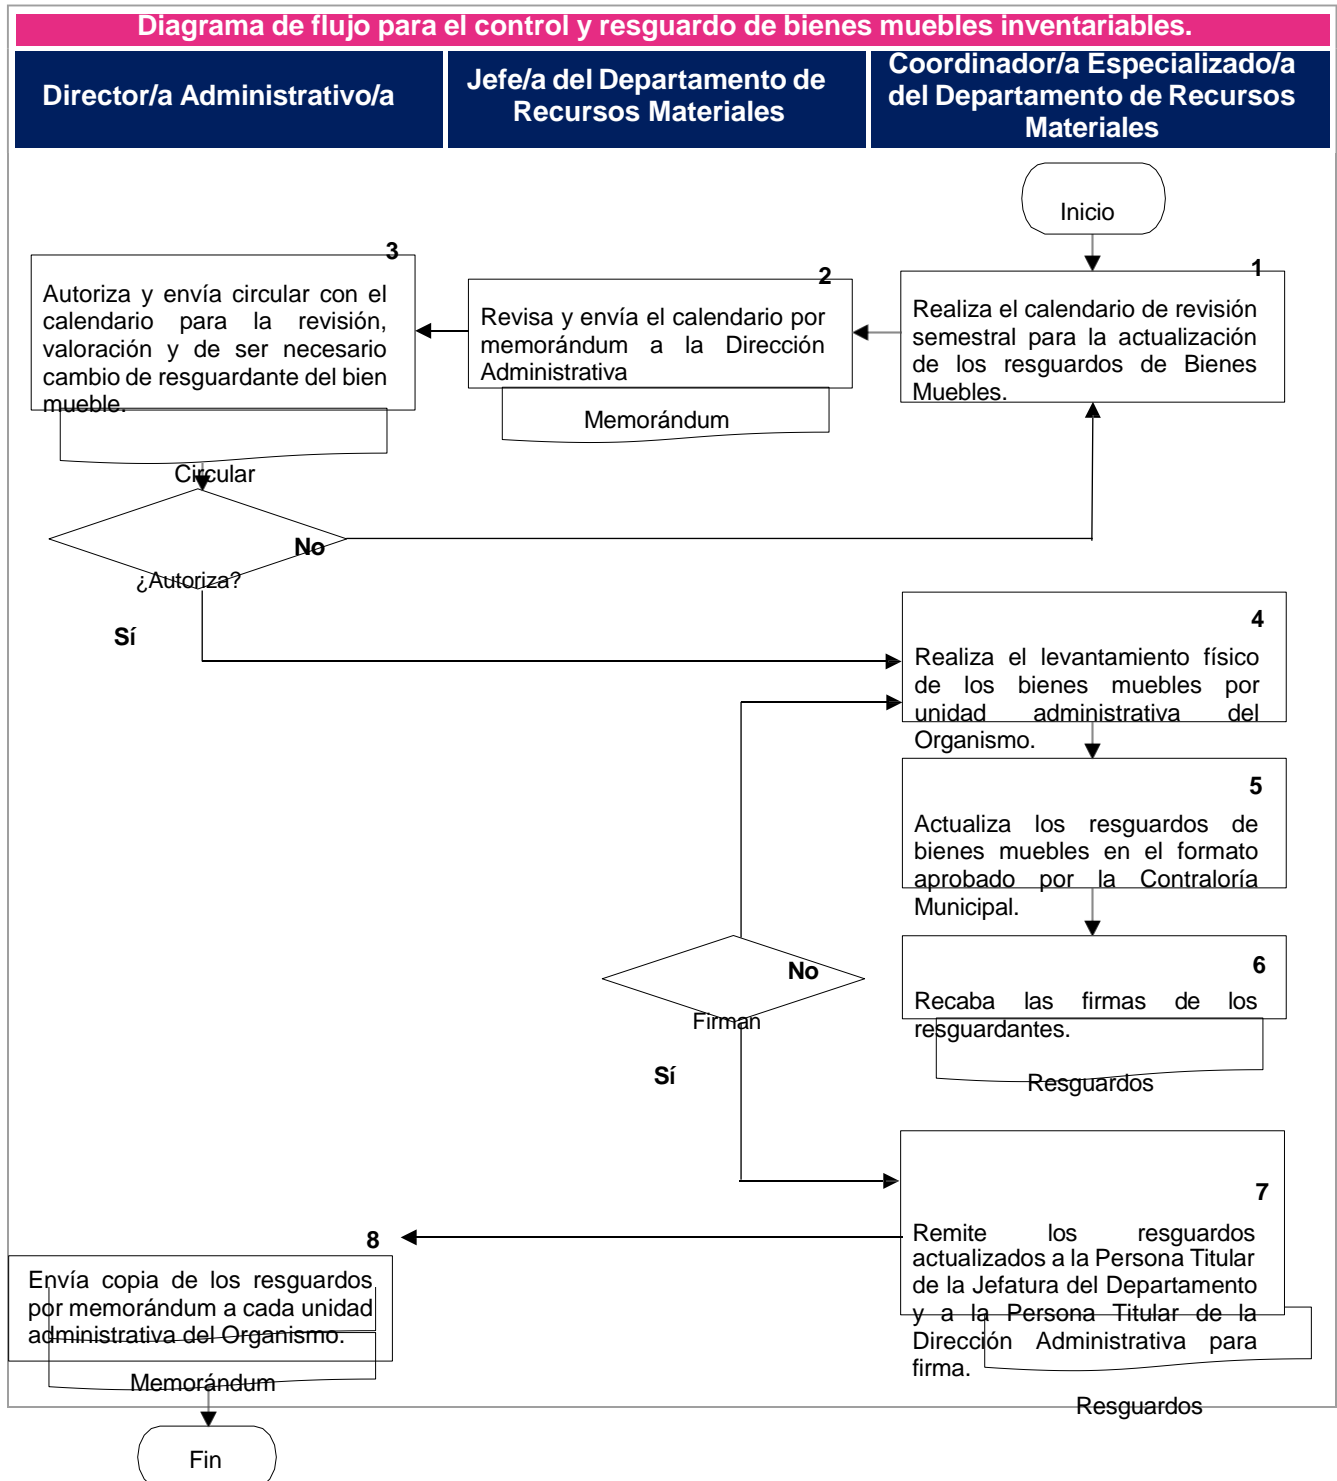 Diagrama de flujo para el control y resguardo de bienes muebles inventariables.
Director/a Administrativo/a
Jefe/a del Departamento de
Recursos Materiales
Coordinador/a Especializado/a
del Departamento de Recursos
Materiales
Inicio
1
Realiza el calendario de revisión
semestral para la actualización
de los resguardos de Bienes
Muebles.
2
Revisa y envía el calendario por
memorándum a la Dirección
Administrativa
Memorándum
3
Autoriza y envía circular con el
calendario para la revisión,
valoración y de ser necesario
cambio de resguardante del bien
mueble.
Circular
No
¿Autoriza?
Sí
4
Realiza el levantamiento físico
de los bienes muebles por
unidad administrativa del
Organismo.
5
Actualiza los resguardos de
bienes muebles en el formato
aprobado por la Contraloría
Municipal.
6
Recaba las firmas de los
resguardantes.
Resguardos
No
Firman
Sí
7
Remite los resguardos
actualizados a la Persona Titular
de la Jefatura del Departamento
y a la Persona Titular de la
Dirección Administrativa para
firma.
Resguardos
8
Envía copia de los resguardos
por memorándum a cada unidad
administrativa del Organismo.
Memorándum
Fin